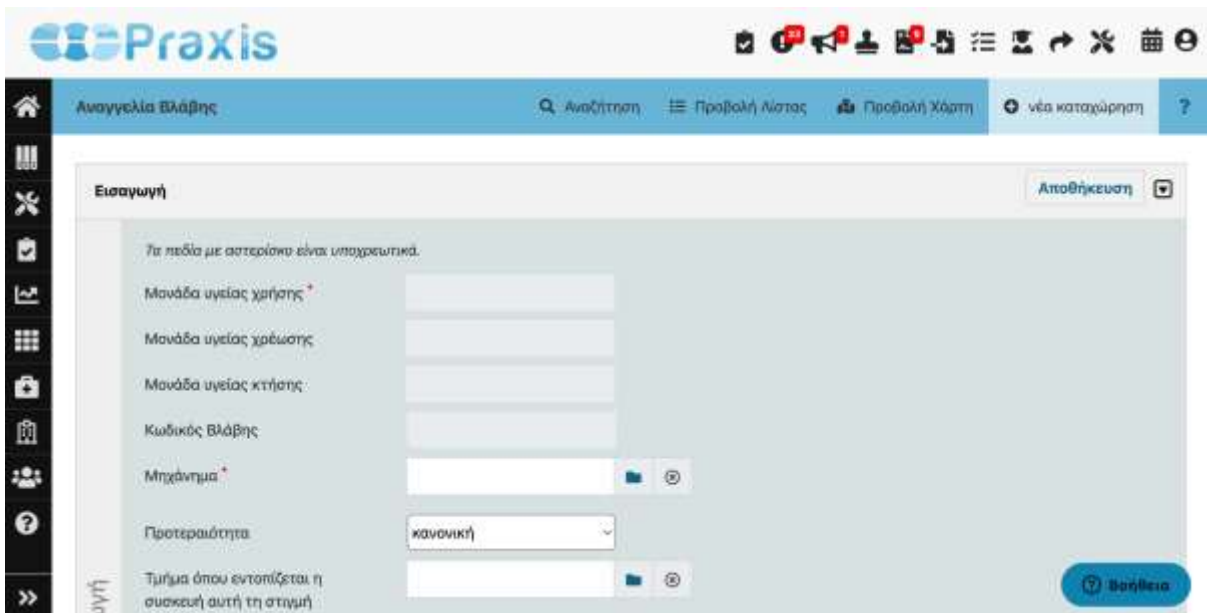 Praxis
Αναγγελία Βλάβης
Αναζήτηση
Προβολή Λίστας
Προβολή Χάρτη
νέα καταχώρηση
?
Εισαγωγή
Αποθήκευση
Τα πεδία με αστερίσκο είναι υποχρεωτικά.
Μονάδα υγείας χρήσης *
Μονάδα υγείας χρέωσης
Μονάδα υγείας κτήσης
Κωδικός Βλάβης
Μηχάνημα *
Προτεραιότητα
κανονική
Τμήμα όπου εντοπίζεται η
συσκευή αυτή τη στιγμή
Βοήθεια